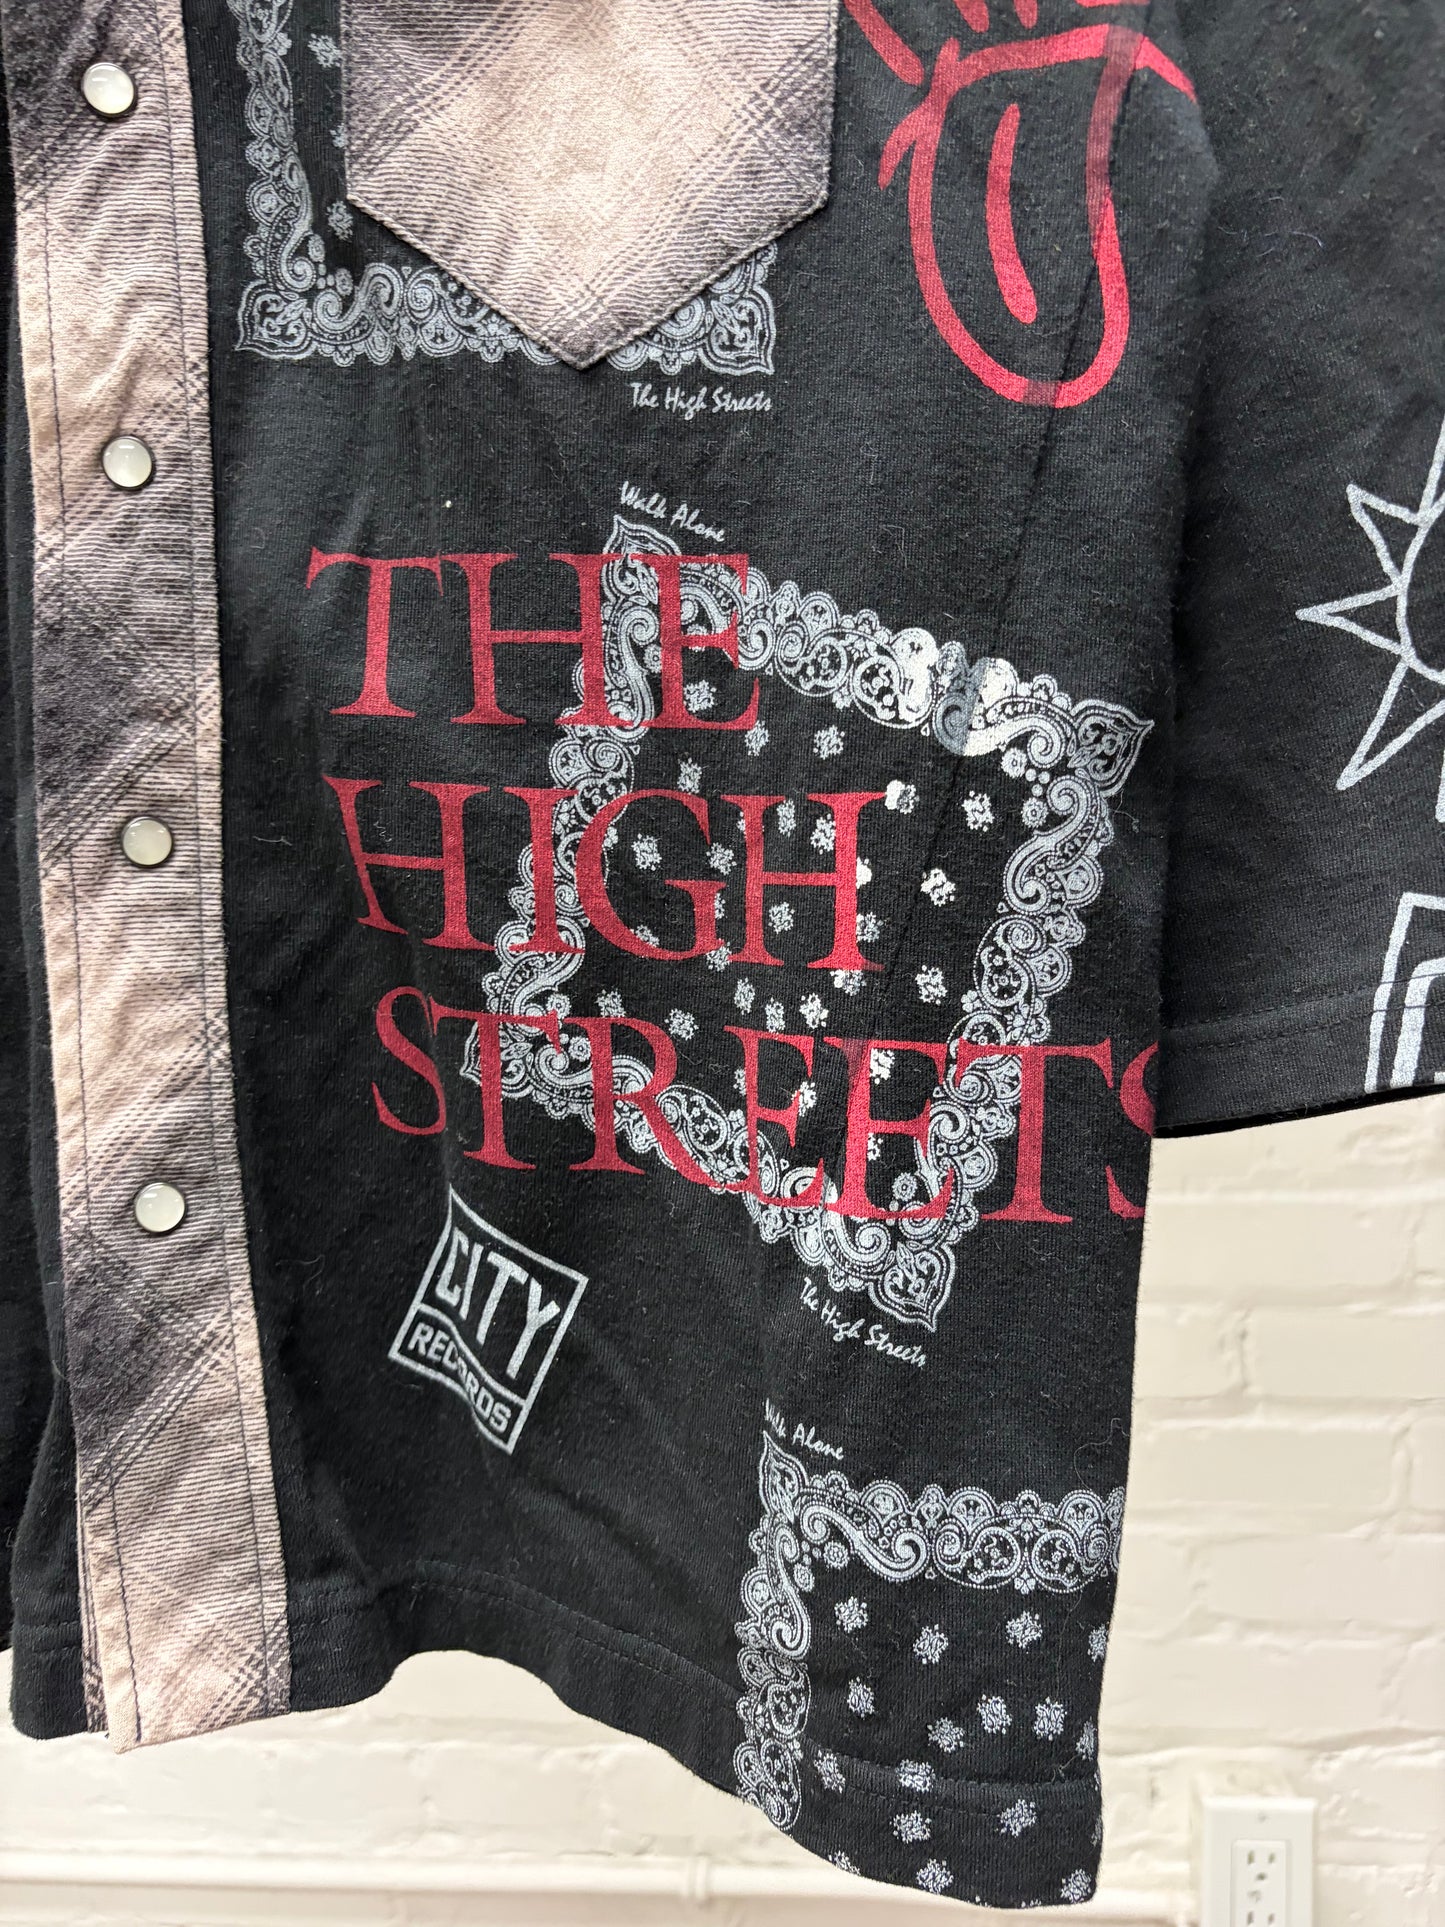 The High Streets
Walk Alone
THE
HIGH
STREETS
CITY
RECORDS
The High Streets
Walk Alone